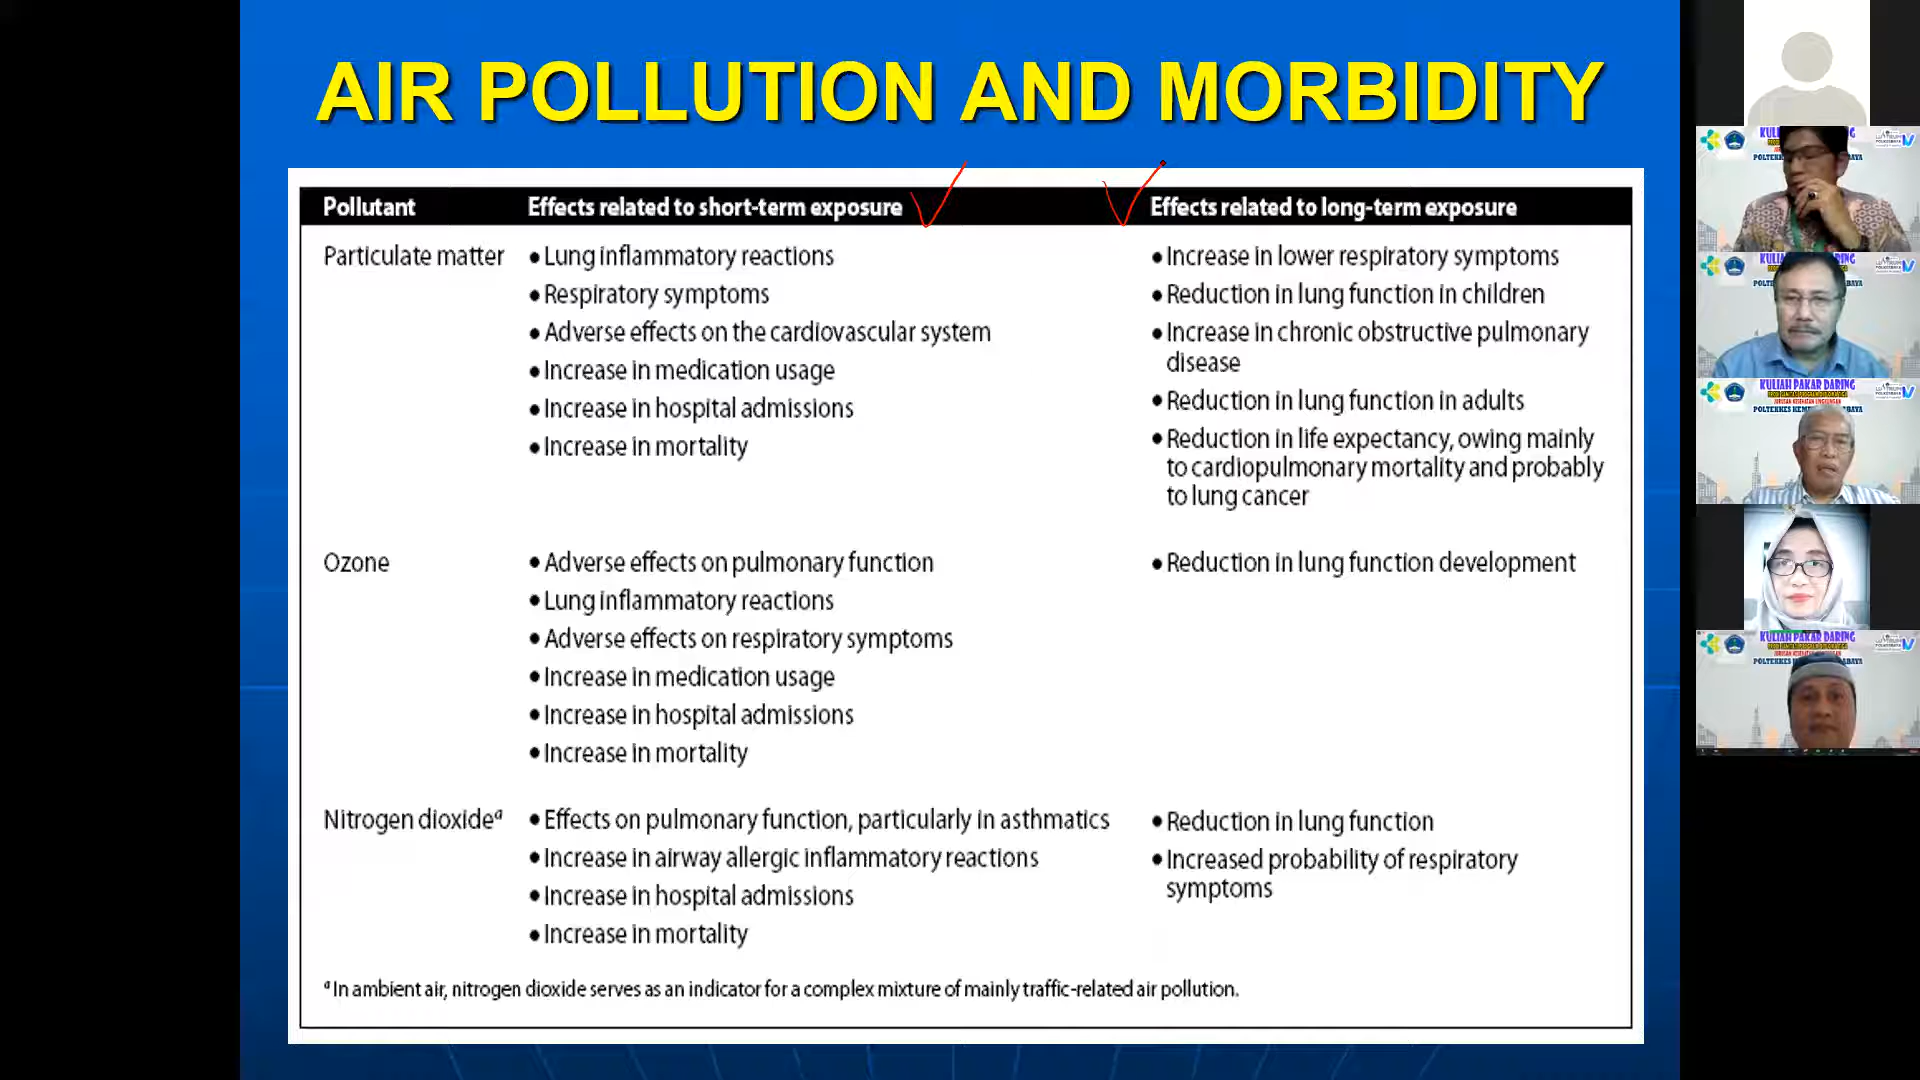 AIR POLLUTION AND MORBIDITY
Pollutant Effects related to short-term exposure Effects related to long-term exposure
Particulate matter
• Lung inflammatory reactions
• Respiratory symptoms
• Adverse effects on the cardiovascular system
• Increase in medication usage
• Increase in hospital admissions
• Increase in mortality
• Increase in lower respiratory symptoms
• Reduction in lung function in children
• Increase in chronic obstructive pulmonary
disease
• Reduction in lung function in adults
• Reduction in life expectancy, owing mainly
to cardiopulmonary mortality and probably
to lung cancer
Ozone
• Adverse effects on pulmonary function
• Lung inflammatory reactions
• Adverse effects on respiratory symptoms
• Increase in medication usage
• Increase in hospital admissions
• Increase in mortality
• Reduction in lung function development
Nitrogen dioxideᵃ
• Effects on pulmonary function, particularly in asthmatics
• Increase in airway allergic inflammatory reactions
• Increase in hospital admissions
• Increase in mortality
• Reduction in lung function
• Increased probability of respiratory
symptoms
ᵃ In ambient air, nitrogen dioxide serves as an indicator for a complex mixture of mainly traffic-related air pollution.
KULIAH PAKAR DARING
KULIAH PAKAR DARING